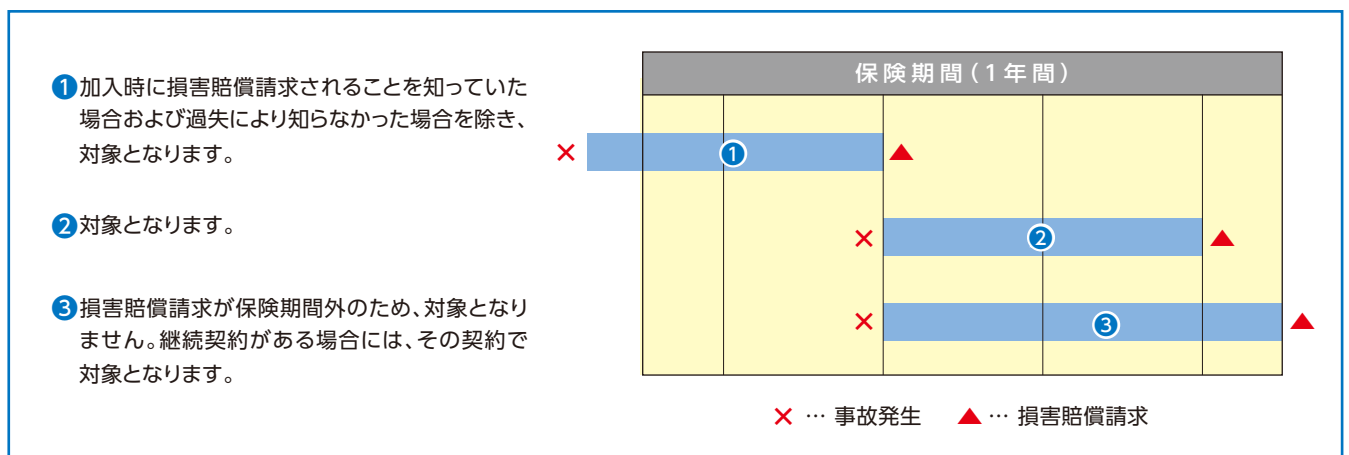 ❶加入時に損害賠償請求されることを知っていた
場合および過失により知らなかった場合を除き、
対象となります。
❷対象となります。
❸損害賠償請求が保険期間外のため、対象となり
ません。継続契約がある場合には、その契約で
対象となります。
保険期間(1年間)
× ❶ ▲
× ❷ ▲
× ❸ ▲
× … 事故発生 ▲ … 損害賠償請求